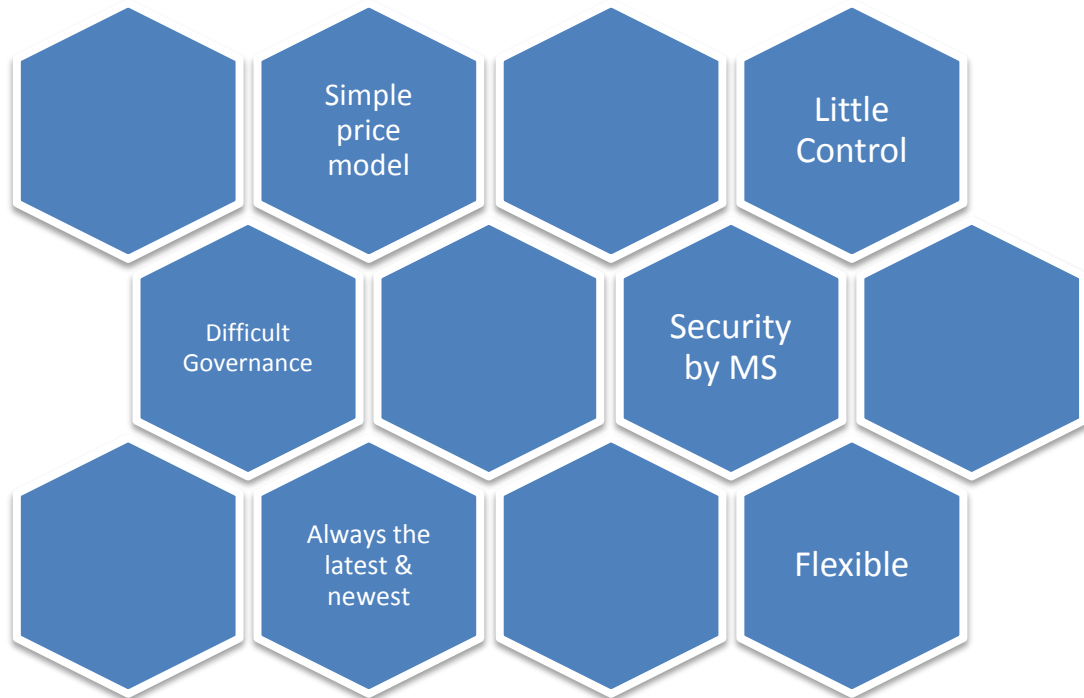 Simple
price
model
Little
Control
Difficult
Governance
Security
by MS
Always the
latest &
newest
Flexible